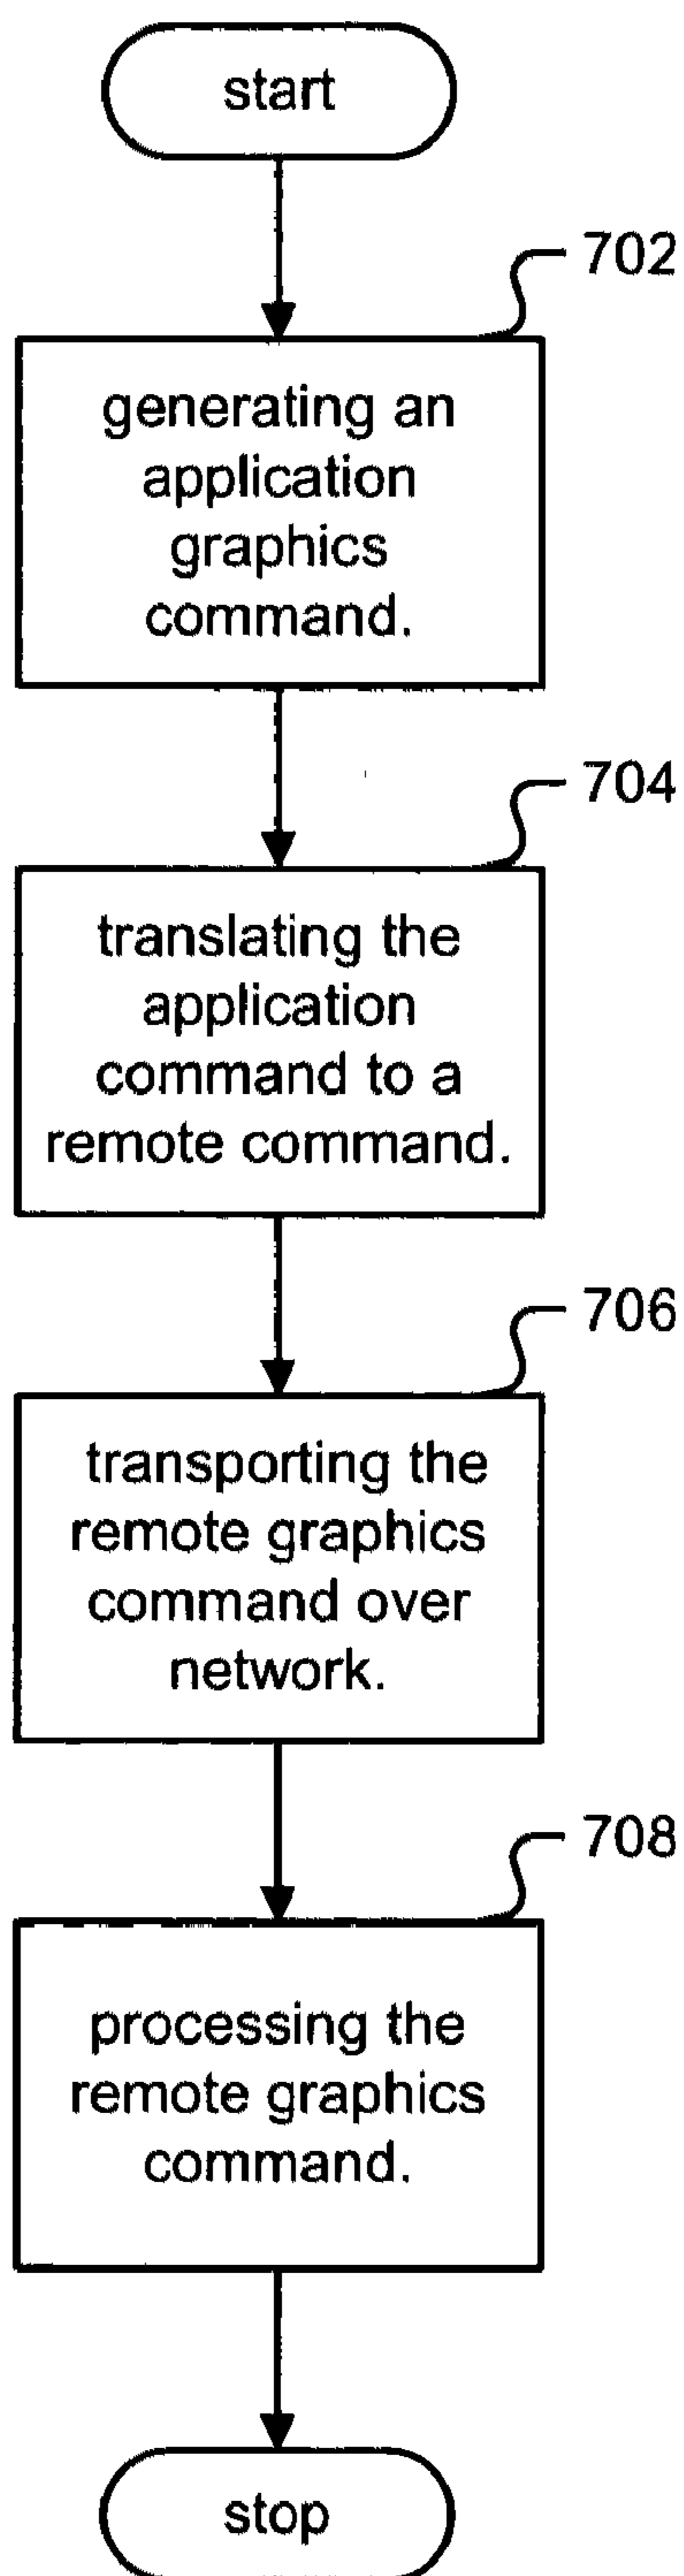 start
702
generating an
application
graphics
command.
704
translating the
application
command to a
remote command.
706
transporting the
remote graphics
command over
network.
708
processing the
remote graphics
command.
stop